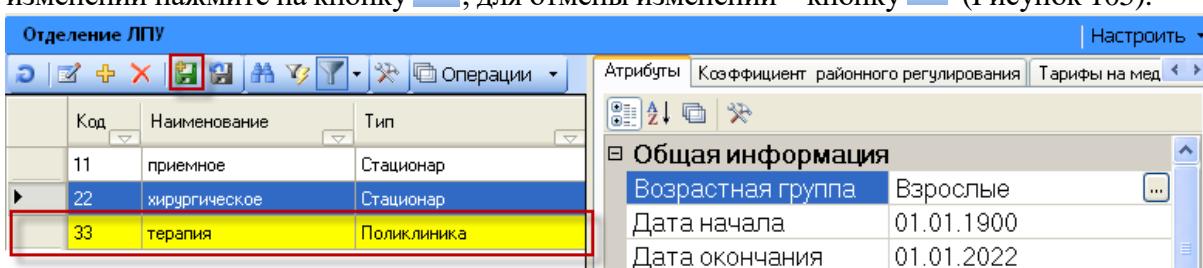 изменений нажмите на кнопку , для отмены изменений – кнопку (Рисунок 103).
Отделение ЛПУ Настроить
Операции
Атрибуты Коэффициент районного регулирования Тарифы на мед
Код Наименование Тип
11 приемное Стационар
22 хирургическое Стационар
33 терапия Поликлиника
Общая информация
Возрастная группа Взрослые ...
Дата начала 01.01.1900
Дата окончания 01.01.2022